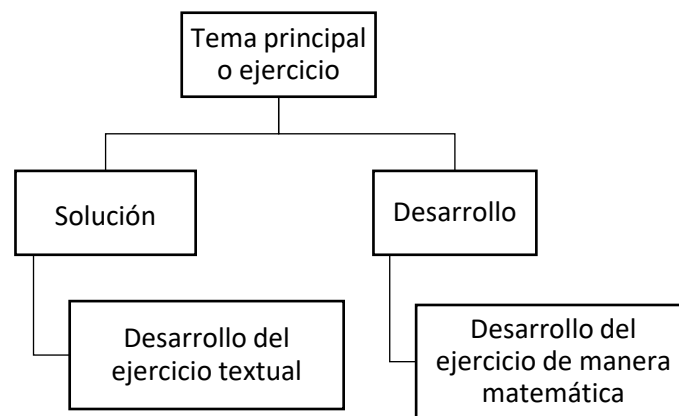 Tema principal
o ejercicio
Solución
Desarrollo
Desarrollo del
ejercicio textual
Desarrollo del
ejercicio de manera
matemática